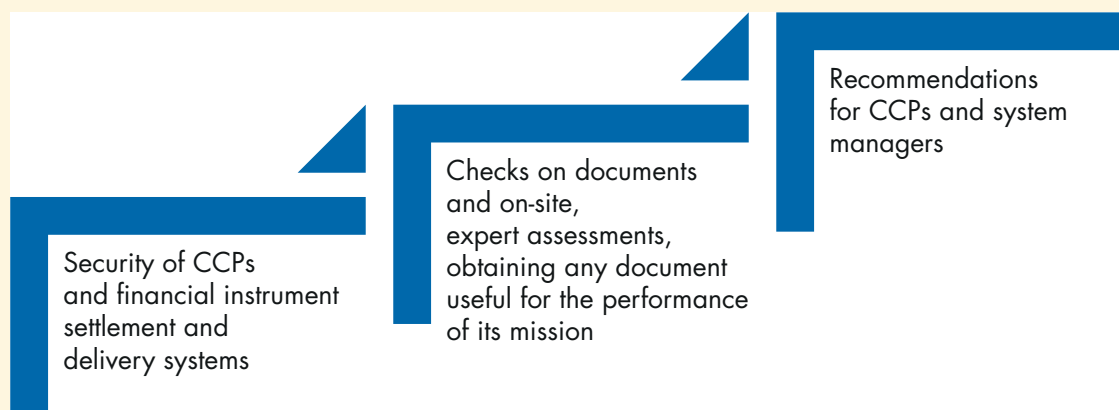 Security of CCPs
and financial instrument
settlement and
delivery systems
Checks on documents
and on-site,
expert assessments,
obtaining any document
useful for the performance
of its mission
Recommendations
for CCPs and system
managers